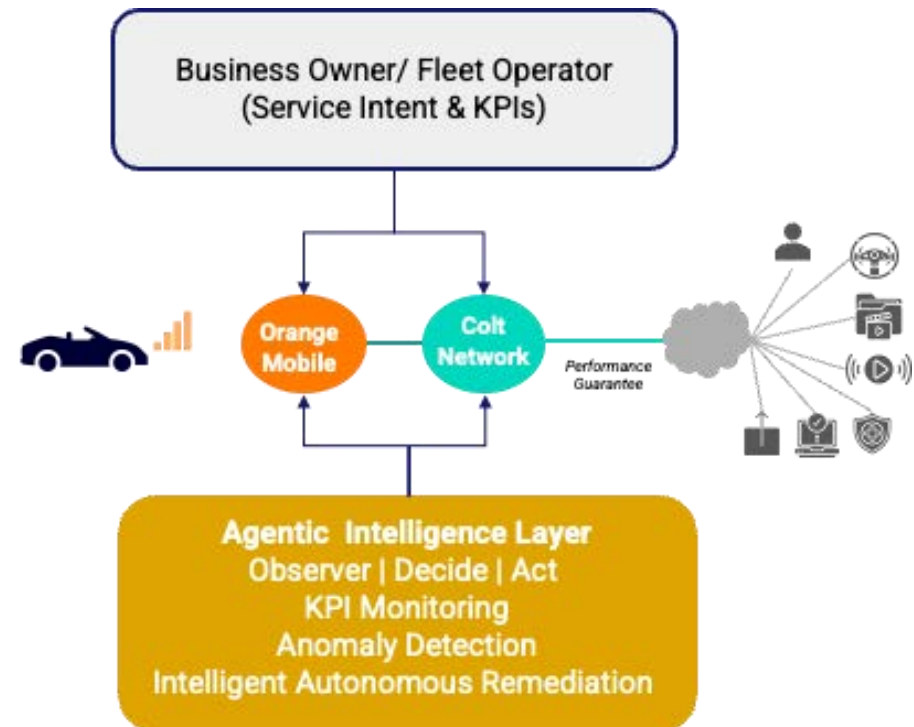 Business Owner/ Fleet Operator
(Service Intent & KPIs)
Orange
Mobile
Colt
Network
Performance
Guarantee
Agentic Intelligence Layer
Observer | Decide | Act
KPI Monitoring
Anomaly Detection
Intelligent Autonomous Remediation